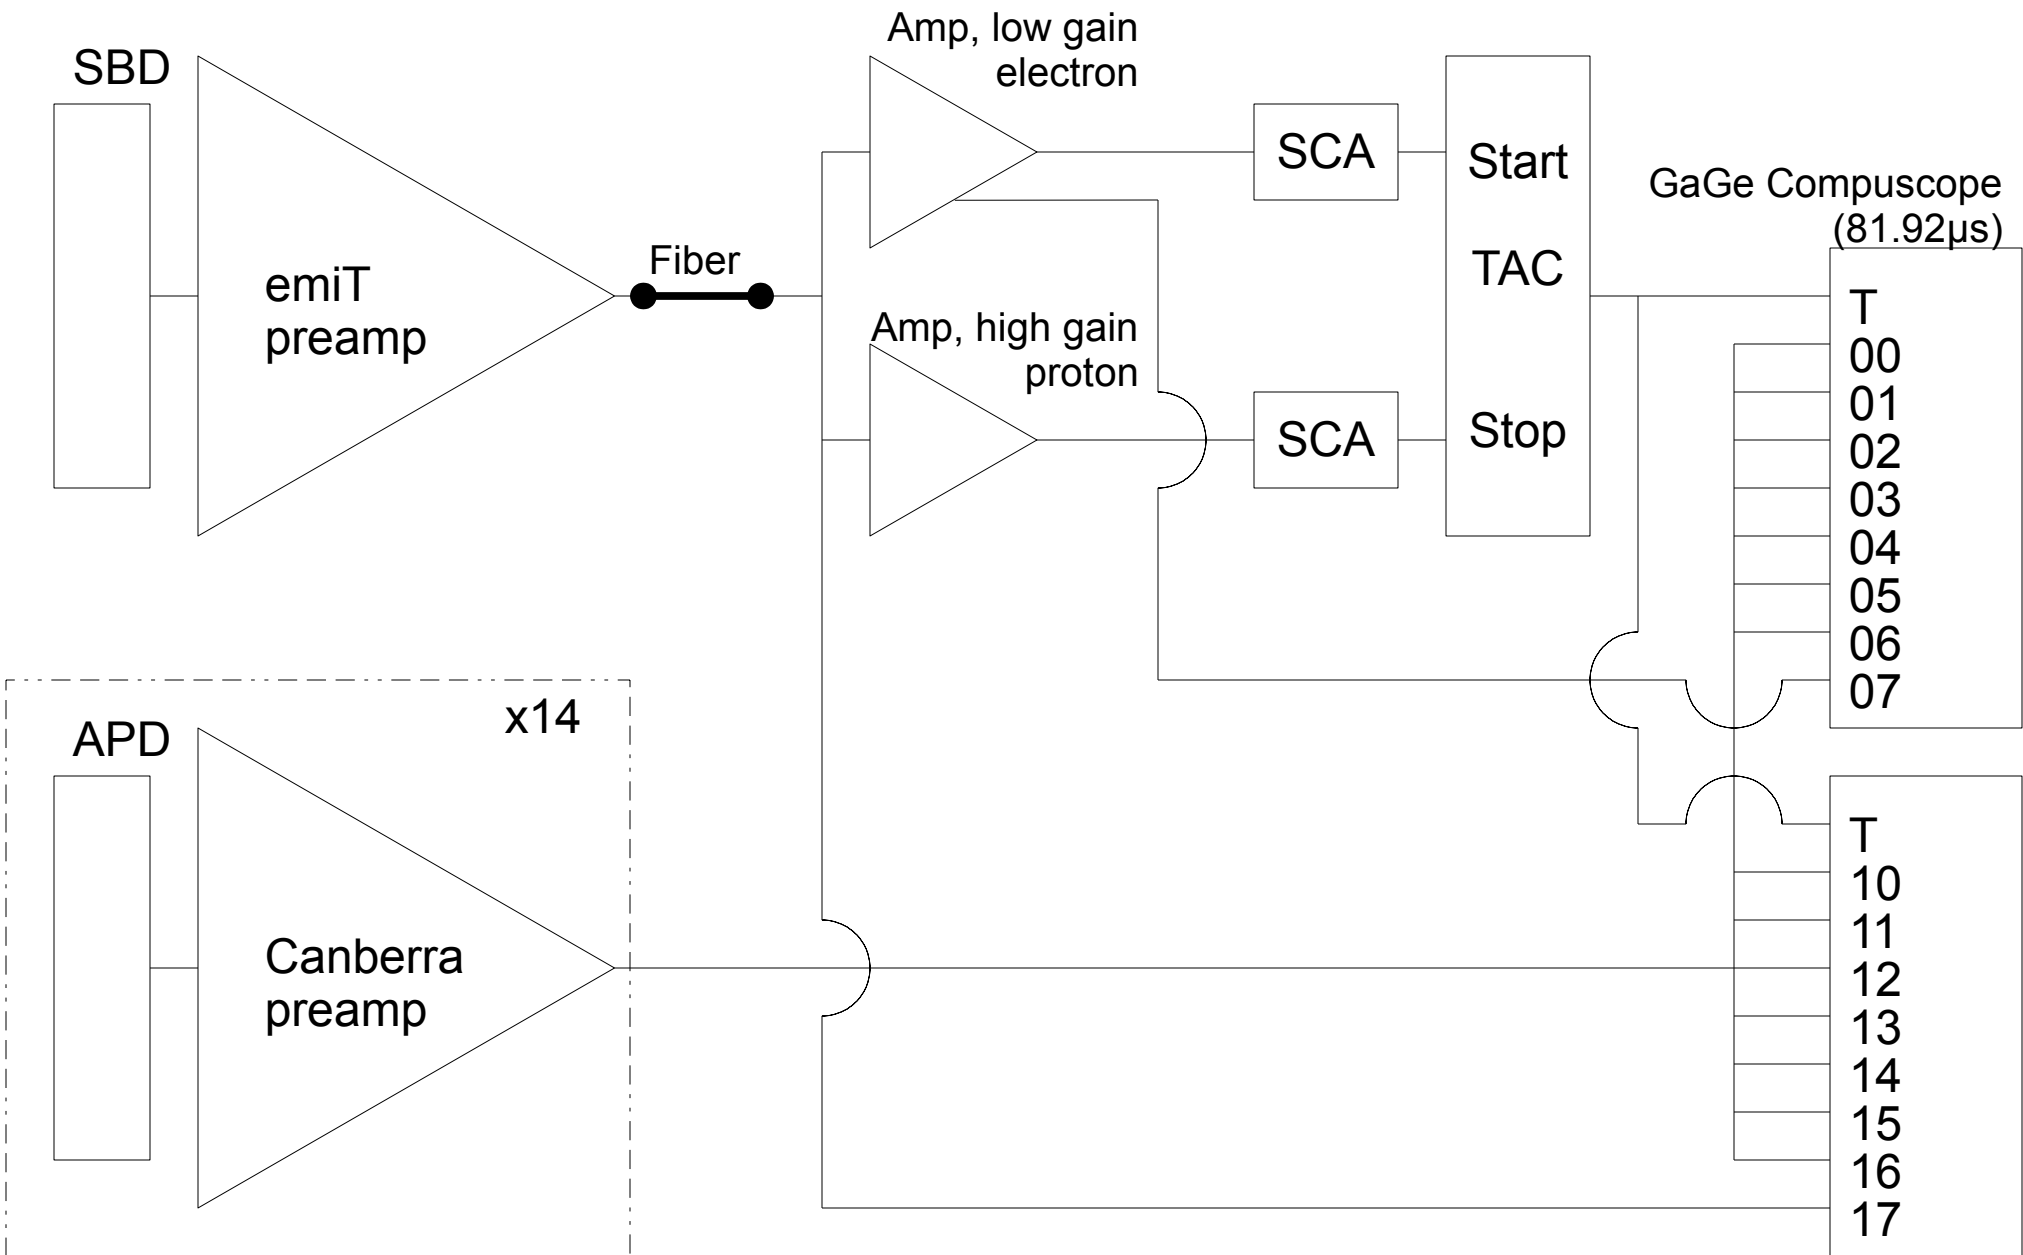 SBD
emiT
preamp
Fiber
Amp, low gain
electron
Amp, high gain
proton
SCA
SCA
Start
TAC
Stop
GaGe Compuscope
(81.92µs)
T
00
01
02
03
04
05
06
07
x14
APD
Canberra
preamp
T
10
11
12
13
14
15
16
17